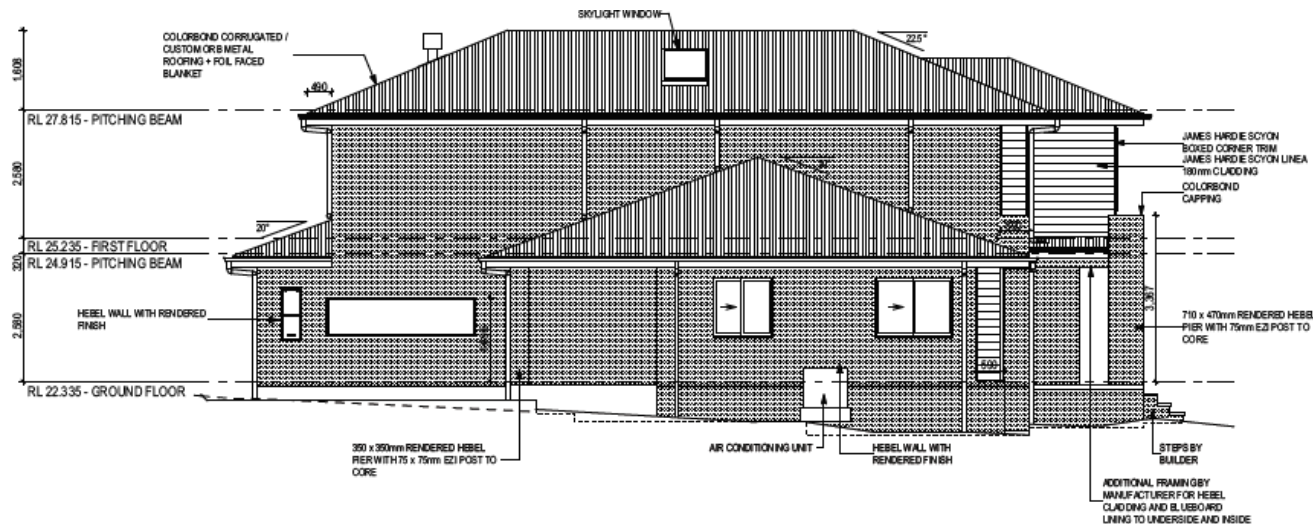 SKYLIGHT WINDOW
COLORBOND CORRUGATED /
CUSTOM ORB METAL
ROOFING + FOIL FACED
BLANKET
22.5°
1,608
490
RL 27.815 - PITCHING BEAM
JAMES HARDIE SCYON
BOXED CORNER TRIM
JAMES HARDIE SCYON LINEA
180mm CLADDING
COLORBOND
CAPPING
2,580
20°
RL 25.235 - FIRST FLOOR
320
RL 24.915 - PITCHING BEAM
HEBEL WALL WITH RENDERED
FINISH
2,580
3,367
710 x 470mm RENDERED HEBEL
PIER WITH 75mm EZI POST TO
CORE
500
RL 22.335 - GROUND FLOOR
350 x 350mm RENDERED HEBEL
PIER WITH 75 x 75mm EZI POST TO
CORE
AIR CONDITIONING UNIT
HEBEL WALL WITH
RENDERED FINISH
STEPS BY
BUILDER
ADDITIONAL FRAMING BY
MANUFACTURER FOR HEBEL
CLADDING AND BLUEBOARD
LINING TO UNDERSIDE AND INSIDE